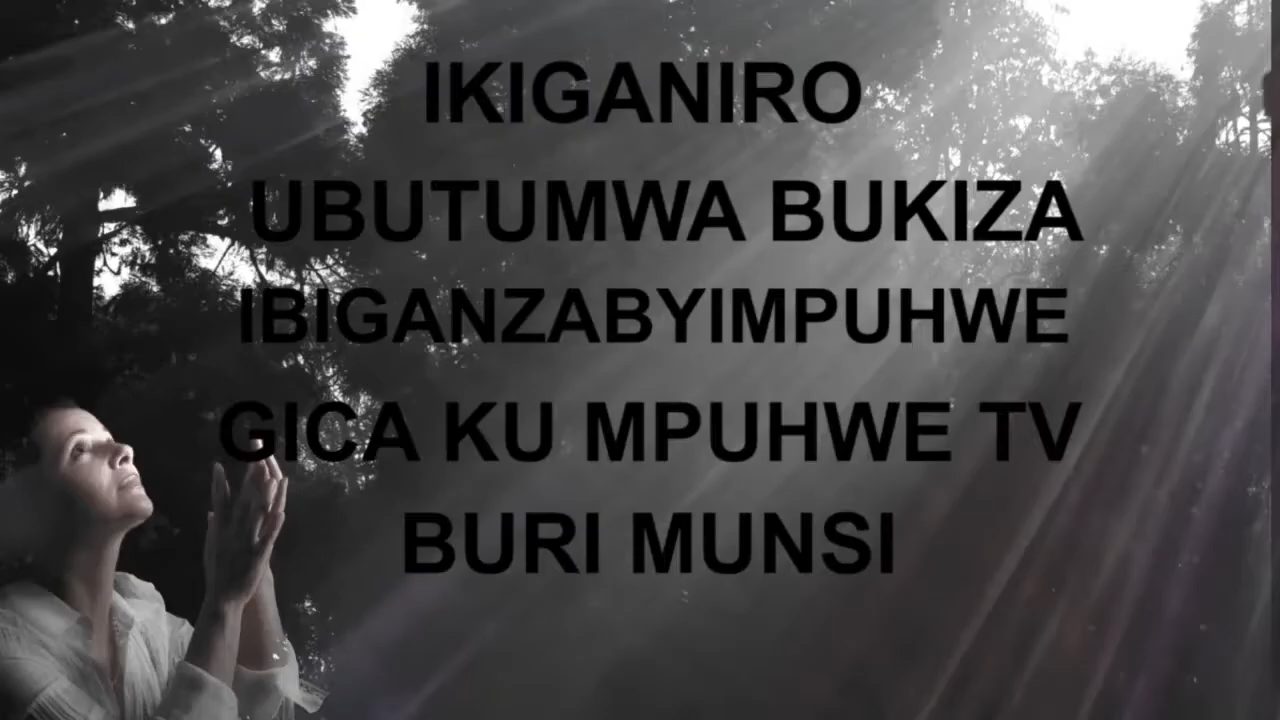 IKIGANIRO
UBUTUMWA BUKIZA
IBIGANZABYIMPUHWE
GICA KU MPUHWE TV
BURI MUNSI